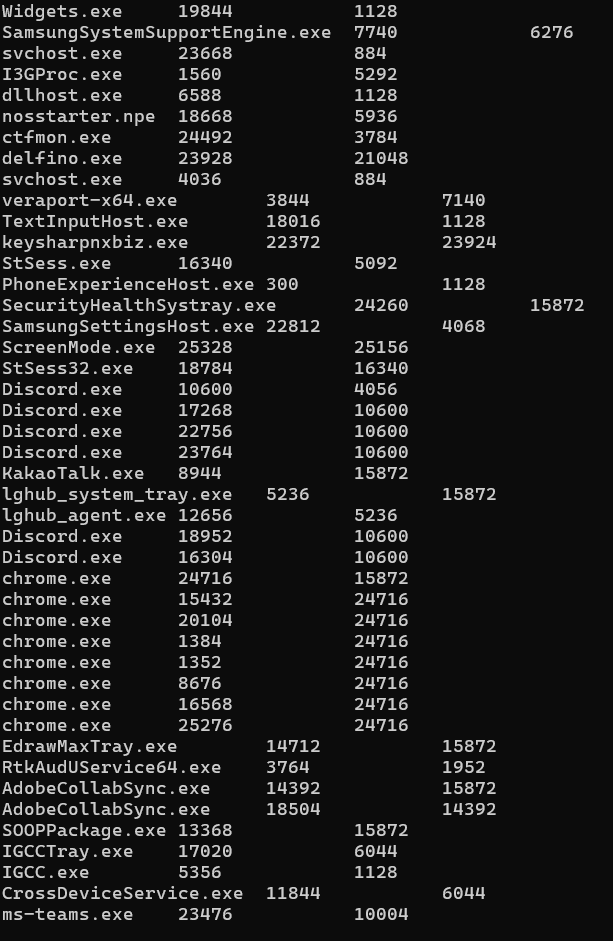 Widgets.exe 19844 1128
SamsungSystemSupportEngine.exe 7740 6276
svchost.exe 23668 884
I3GProc.exe 1560 5292
dllhost.exe 6588 1128
nosstarter.npe 18668 5936
ctfmon.exe 24492 3784
delfino.exe 23928 21048
svchost.exe 4036 884
veraport-x64.exe 3844 7140
TextInputHost.exe 18016 1128
keysharpnxbiz.exe 22372 23924
StSess.exe 16340 5092
PhoneExperienceHost.exe 300 1128
SecurityHealthSystray.exe 24260 15872
SamsungSettingsHost.exe 22812 4068
ScreenMode.exe 25328 25156
StSess32.exe 18784 16340
Discord.exe 10600 4056
Discord.exe 17268 10600
Discord.exe 22756 10600
Discord.exe 23764 10600
KakaoTalk.exe 8944 15872
lghub_system_tray.exe 5236 15872
lghub_agent.exe 12656 5236
Discord.exe 18952 10600
Discord.exe 16304 10600
chrome.exe 24716 15872
chrome.exe 15432 24716
chrome.exe 20104 24716
chrome.exe 1384 24716
chrome.exe 1352 24716
chrome.exe 8676 24716
chrome.exe 16568 24716
chrome.exe 25276 24716
EdrawMaxTray.exe 14712 15872
RtkAudUService64.exe 3764 1952
AdobeCollabSync.exe 14392 15872
AdobeCollabSync.exe 18504 14392
SOOPPackage.exe 13368 15872
IGCCTray.exe 17020 6044
IGCC.exe 5356 1128
CrossDeviceService.exe 11844 6044
ms-teams.exe 23476 10004